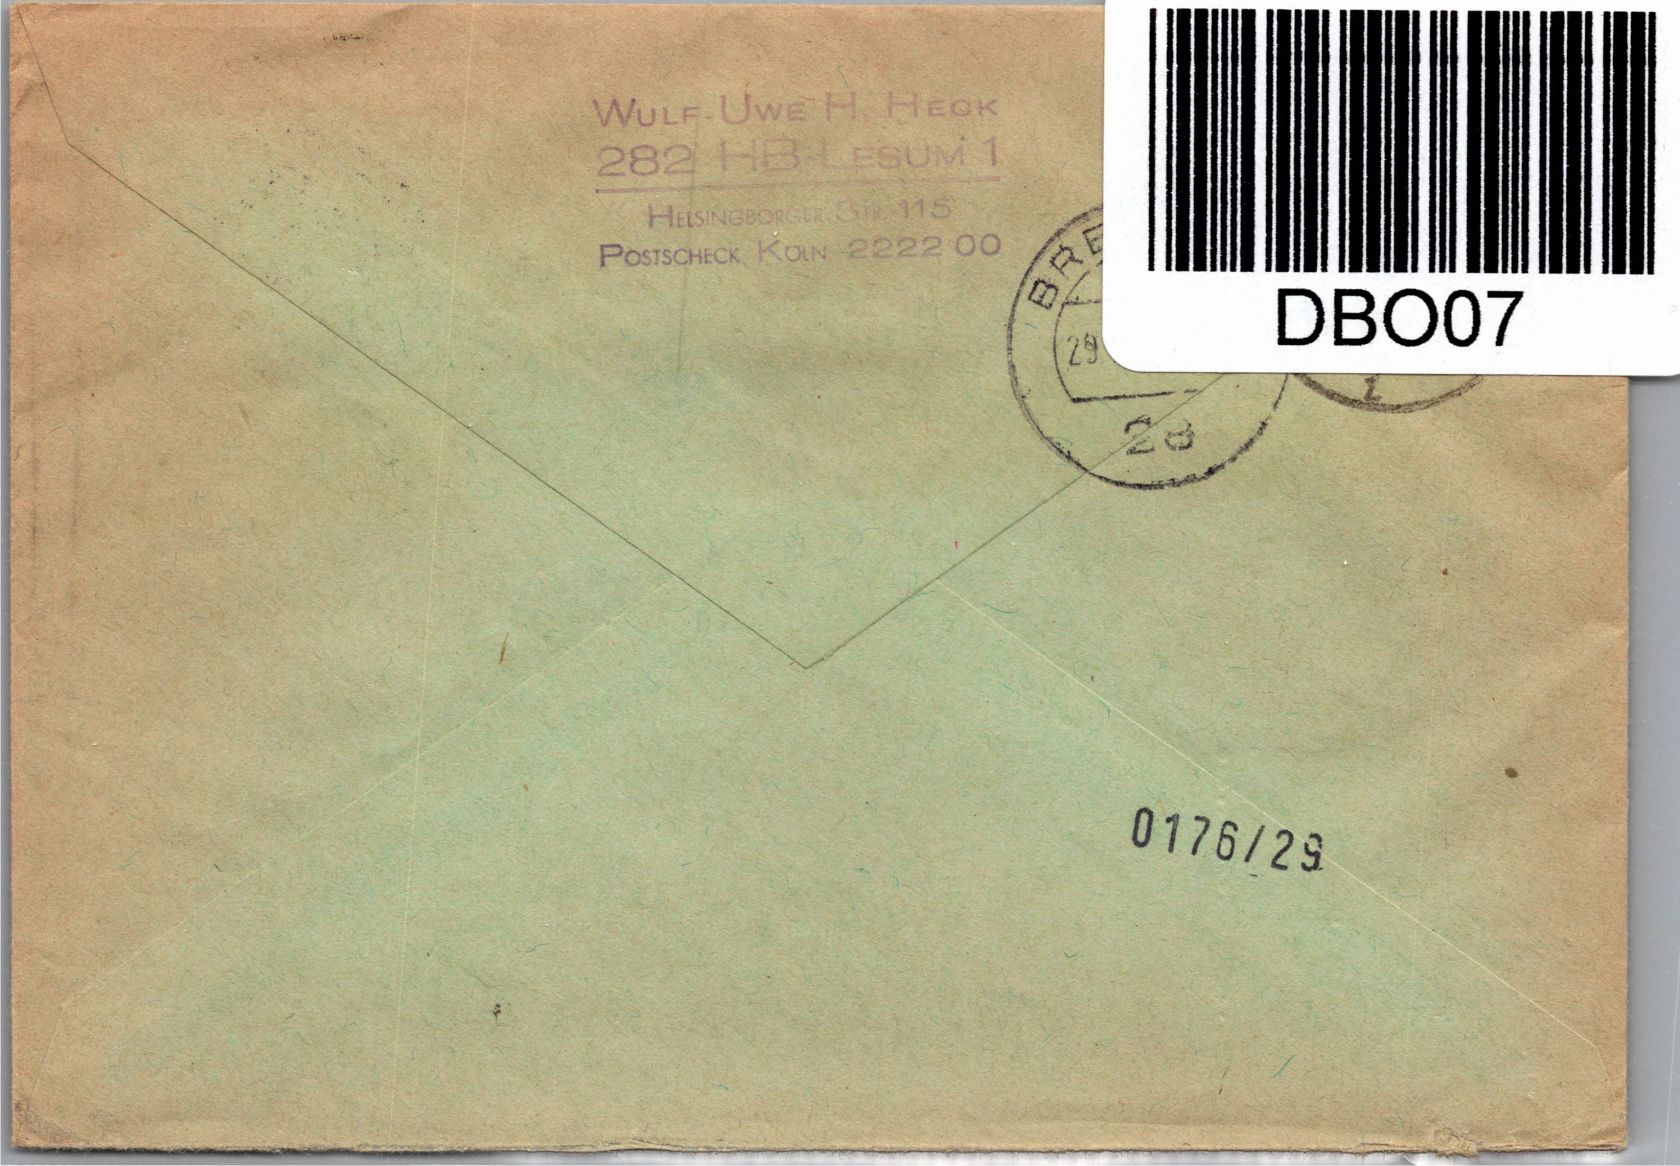 WULF-UWE H. HECK
282 HB-LESUM 1
HELSINGBORGER STR. 115
POSTSCHECK KÖLN 2222 00
DBO07
BRE
29.
28
1
0176/29